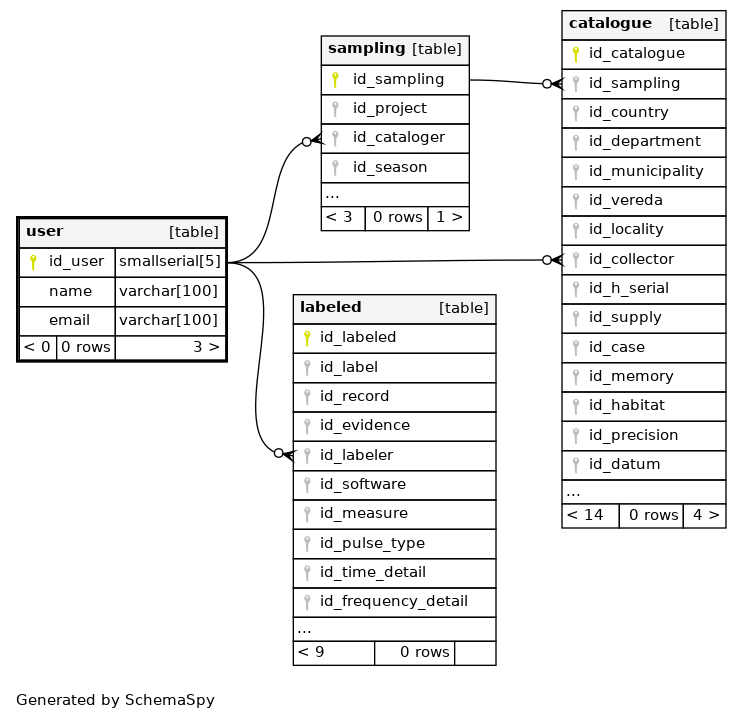 user [table]
id_user smallserial[5]
name varchar[100]
email varchar[100]
< 0 0 rows 3 >
sampling [table]
id_sampling
id_project
id_cataloger
id_season
...
< 3 0 rows 1 >
labeled [table]
id_labeled
id_label
id_record
id_evidence
id_labeler
id_software
id_measure
id_pulse_type
id_time_detail
id_frequency_detail
...
< 9 0 rows
catalogue [table]
id_catalogue
id_sampling
id_country
id_department
id_municipality
id_vereda
id_locality
id_collector
id_h_serial
id_supply
id_case
id_memory
id_habitat
id_precision
id_datum
...
< 14 0 rows 4 >
Generated by SchemaSpy